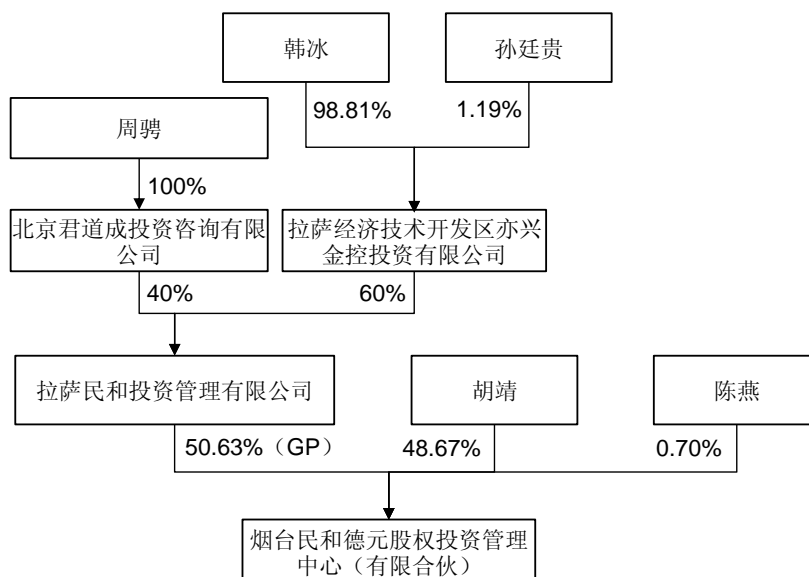 韩冰
孙廷贵
98.81%
1.19%
周骋
100%
北京君道成投资咨询有限
公司
拉萨经济技术开发区亦兴
金控投资有限公司
40%
60%
拉萨民和投资管理有限公司
胡靖
陈燕
50.63%（GP）
48.67%
0.70%
烟台民和德元股权投资管理
中心（有限合伙）